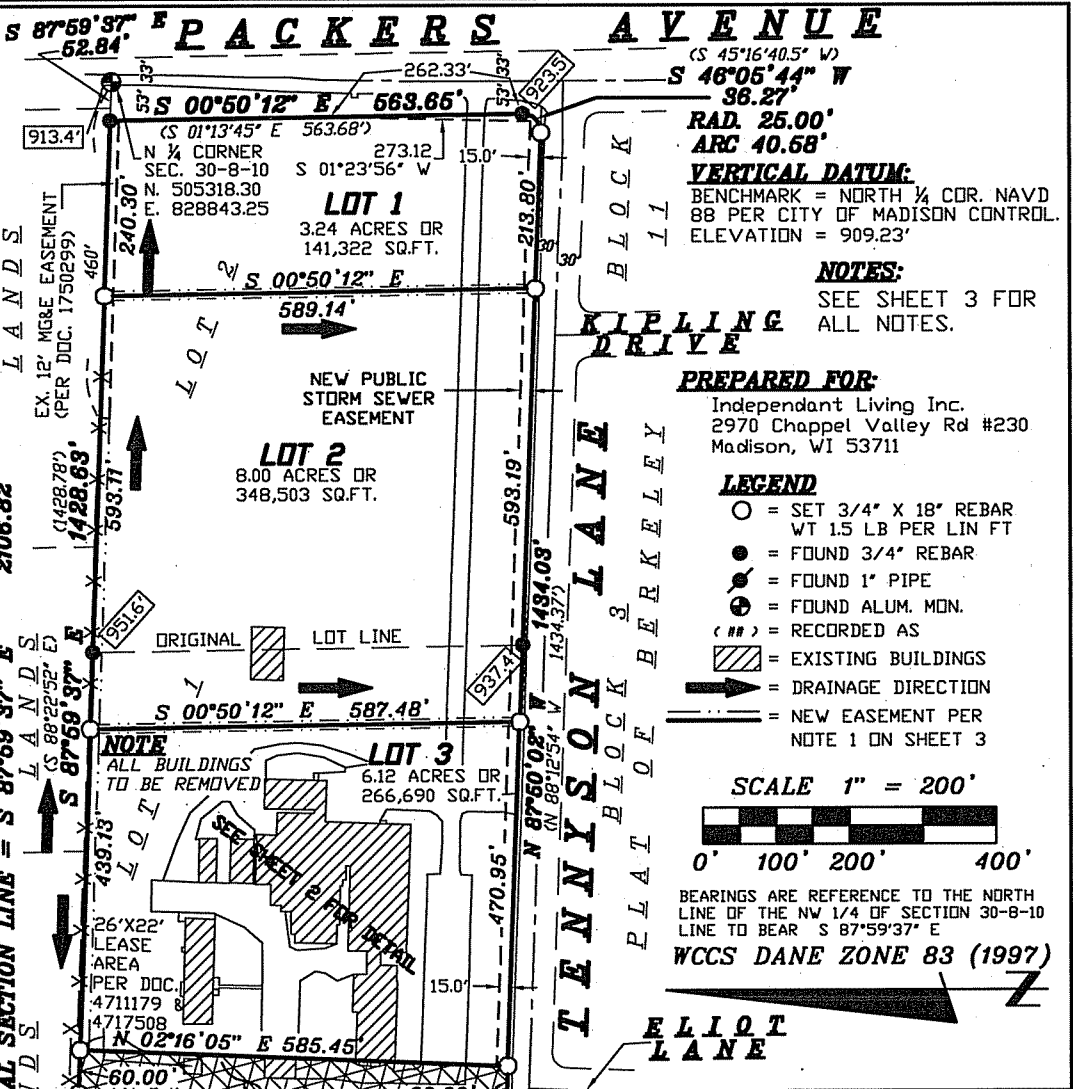 S 87°59'37" E
52.84'
PACKERS AVENUE
(S 45°16'40.5" W)
S 46°05'44" W
36.27'
RAD. 25.00'
ARC 40.68'
262.33'
53' 33'
53' 33'
923.5'
913.4'
S 00°50'12" E 563.65'
(S 01°13'45" E 563.68')
N ¼ CORNER
SEC. 30-8-10
N. 505318.30
E. 828843.25
273.12
S 01°23'56" W
15.0'
LOT 1
3.24 ACRES OR
141,322 SQ.FT.
240.30'
213.80'
30'
30'
460'
BLOCK 11
VERTICAL DATUM:
BENCHMARK = NORTH ¼ COR. NAVD
88 PER CITY OF MADISON CONTROL.
ELEVATION = 909.23'
NOTES:
SEE SHEET 3 FOR
ALL NOTES.
LANDS
EX. 12' MG&E EASEMENT
(PER DOC. 1750299)
LOT 2
S 00°50'12" E
589.14'
KIPLING
DRIVE
NEW PUBLIC
STORM SEWER
EASEMENT
PREPARED FOR:
Independant Living Inc.
2970 Chappel Valley Rd #230
Madison, WI 53711
LOT 2
8.00 ACRES OR
348,503 SQ.FT.
(1428.78')
1428.63'
593.11'
593.19'
2106.82
LEGEND
= SET 3/4" X 18" REBAR
WT 1.5 LB PER LIN FT
= FOUND 3/4" REBAR
= FOUND 1" PIPE
= FOUND ALUM. MON.
( ## ) = RECORDED AS
= EXISTING BUILDINGS
= DRAINAGE DIRECTION
= NEW EASEMENT PER
NOTE 1 ON SHEET 3
951.6'
ORIGINAL LOT LINE
937.4'
N 87°50'02" W 1434.03'
(N 88°12'54" W 1434.37')
TENNYSON LANE
BLOCK 3
PLAT OF BERKELEY
LANDS
(S 88°22'52" E)
S 87°59'37" E
S 00°50'12" E 587.48'
LOT 1
NOTE
ALL BUILDINGS
TO BE REMOVED
LOT 3
6.12 ACRES OR
266,690 SQ.FT.
SEE SHEET 2 FOR DETAIL
439.13'
470.95'
26'X22'
LEASE
AREA
PER DOC.
4711179 &
4717508
15.0'
SCALE 1" = 200'
0' 100' 200' 400'
BEARINGS ARE REFERENCE TO THE NORTH
LINE OF THE NW 1/4 OF SECTION 30-8-10
LINE TO BEAR S 87°59'37" E
WCCS DANE ZONE 83 (1997)
Z
SECTION LINE = S 87°59'37" E
N 02°16'05" E 585.45'
60.00'
ELIOT
LANE